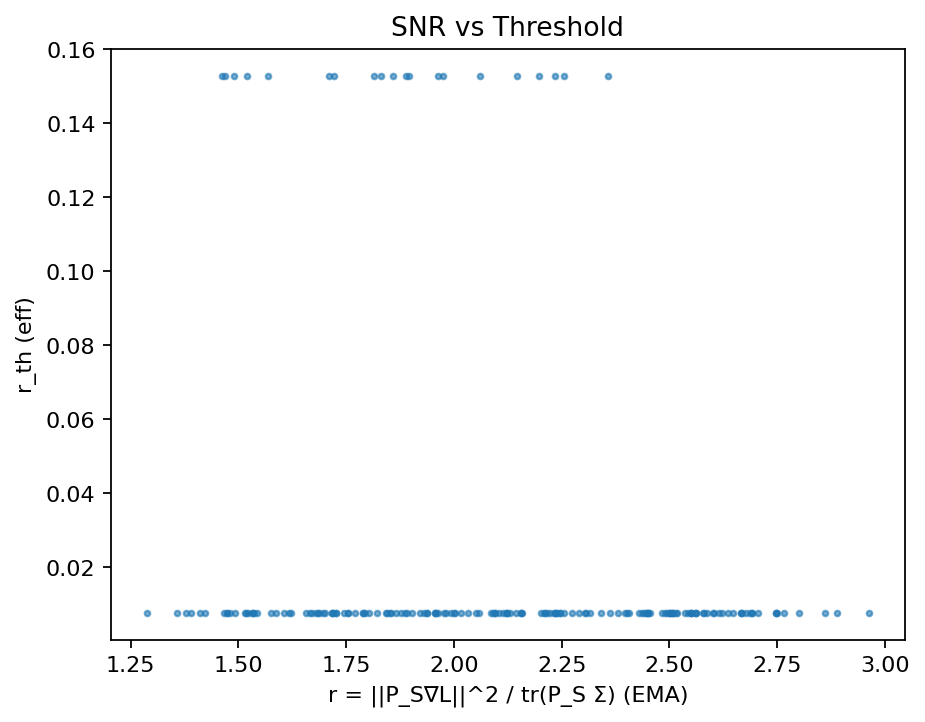 SNR vs Threshold
0.16
0.14
0.12
0.10
0.08
0.06
0.04
0.02
r_th (eff)
1.25 1.50 1.75 2.00 2.25 2.50 2.75 3.00
r = ||P_S∇L||^2 / tr(P_S Σ) (EMA)